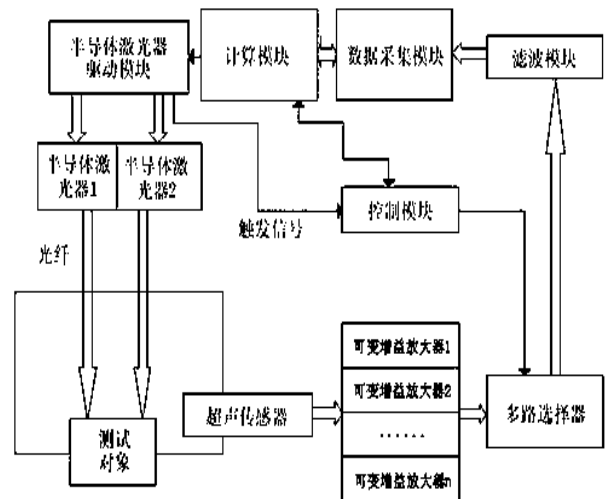 半导体激光器
驱动模块
计算模块
数据采集模块
滤波模块
半导体激
光器1
半导体激
光器2
控制模块
触发信号
光纤
可变增益放大器1
可变增益放大器2
......
可变增益放大器n
超声传感器
多路选择器
测试
对象